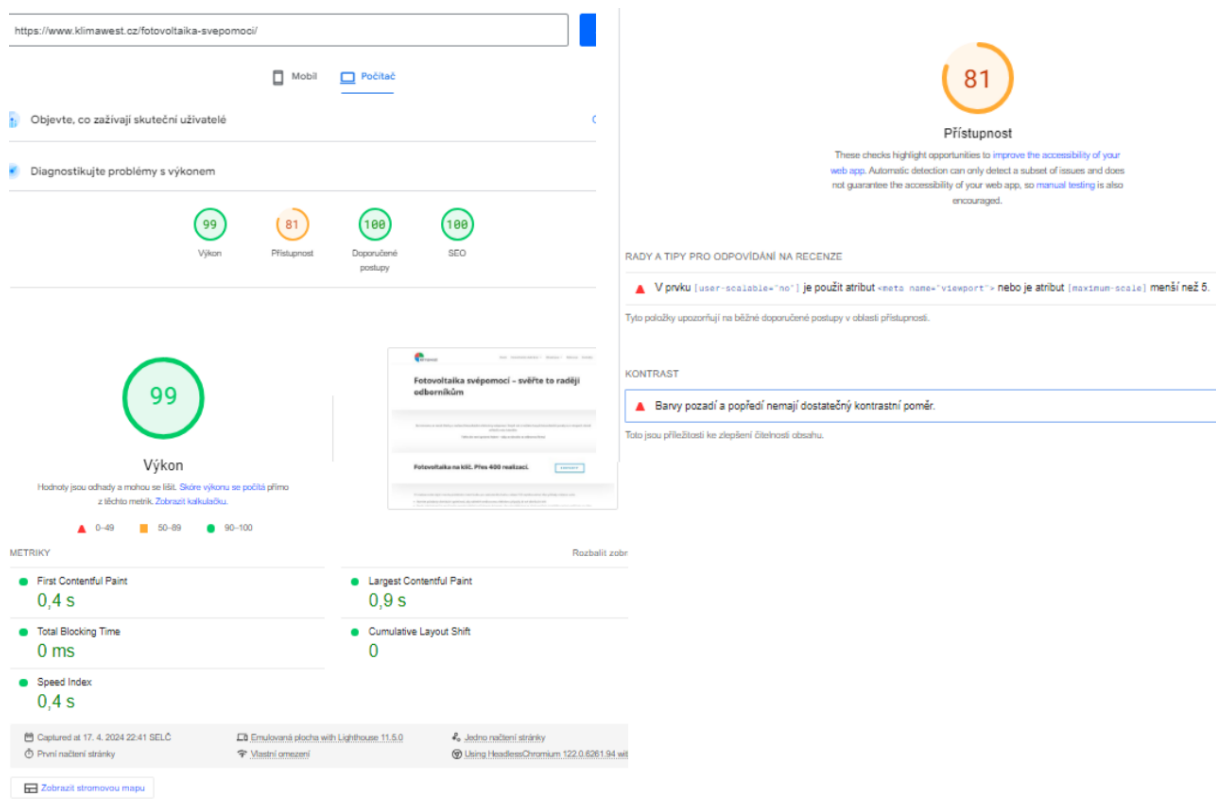 https://www.klimawest.cz/fotovoltaika-svepomoci/
Mobil
Počítač
Objevte, co zažívají skuteční uživatelé
Diagnostikujte problémy s výkonem
99
81
100
100
Výkon
Přístupnost
Doporučené
postupy
SEO
99
Výkon
Hodnoty jsou odhady a mohou se lišit. Skóre výkonu se počítá přímo
z těchto metrik. Zobrazit kalkulačku.
0–49
50–89
90–100
Fotovoltaika svépomocí – svěřte to raději
odborníkům
Fotovoltaika na klíč. Přes 400 realizací.
METRIKY
Rozbalit zobr
First Contentful Paint
0,4 s
Largest Contentful Paint
0,9 s
Total Blocking Time
0 ms
Cumulative Layout Shift
0
Speed Index
0,4 s
Captured at 17. 4. 2024 22:41 SELČ
Emulovaná plocha with Lighthouse 11.5.0
Jedno načtení stránky
První načtení stránky
Vlastní omezení
Using HeadlessChromium 122.0.6261.94 wit
Zobrazit stromovou mapu
81
Přístupnost
These checks highlight opportunities to improve the accessibility of your
web app. Automatic detection can only detect a subset of issues and does
not guarantee the accessibility of your web app, so manual testing is also
encouraged.
RADY A TIPY PRO ODPOVÍDÁNÍ NA RECENZE
V prvku [user-scalable="no"] je použit atribut <meta name="viewport"> nebo je atribut [maximum-scale] menší než 5.
Tyto položky upozorňují na běžné doporučené postupy v oblasti přístupnosti.
KONTRAST
Barvy pozadí a popředí nemají dostatečný kontrastní poměr.
Toto jsou příležitosti ke zlepšení čitelnosti obsahu.